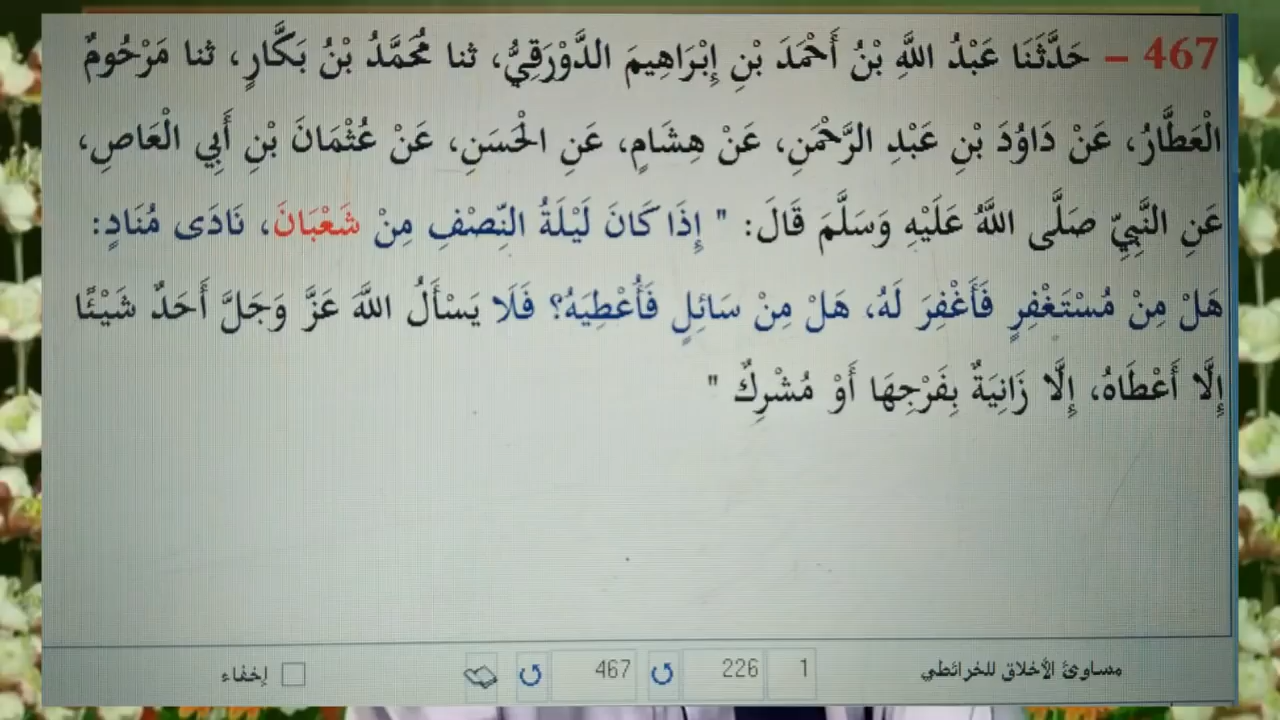 467 – حَدَّثَنَا عَبْدُ اللَّهِ بْنُ أَحْمَدَ بْنِ إِبْرَاهِيمَ الدَّوْرَقِيُّ، ثنا مُحَمَّدُ بْنُ بَكَّارٍ، ثنا مَرْحُومٌ
الْعَطَّارُ، عَنْ دَاوُدَ بْنِ عَبْدِ الرَّحْمَنِ، عَنْ هِشَامٍ، عَنِ الْحَسَنِ، عَنْ عُثْمَانَ بْنِ أَبِي الْعَاصِ،
عَنِ النَّبِيِّ صَلَّى اللَّهُ عَلَيْهِ وَسَلَّمَ قَالَ: " إِذَا كَانَ لَيْلَةُ النِّصْفِ مِنْ شَعْبَانَ، نَادَى مُنَادٍ:
هَلْ مِنْ مُسْتَغْفِرٍ فَأَغْفِرَ لَهُ، هَلْ مِنْ سَائِلٍ فَأُعْطِيَهُ؟ فَلَا يَسْأَلُ اللَّهَ عَزَّ وَجَلَّ أَحَدٌ شَيْئًا
إِلَّا أَعْطَاهُ، إِلَّا زَانِيَةٌ بِفَرْجِهَا أَوْ مُشْرِكٌ "
مساوئ الأخلاق للخرائطي 1 226 467 إخفاء